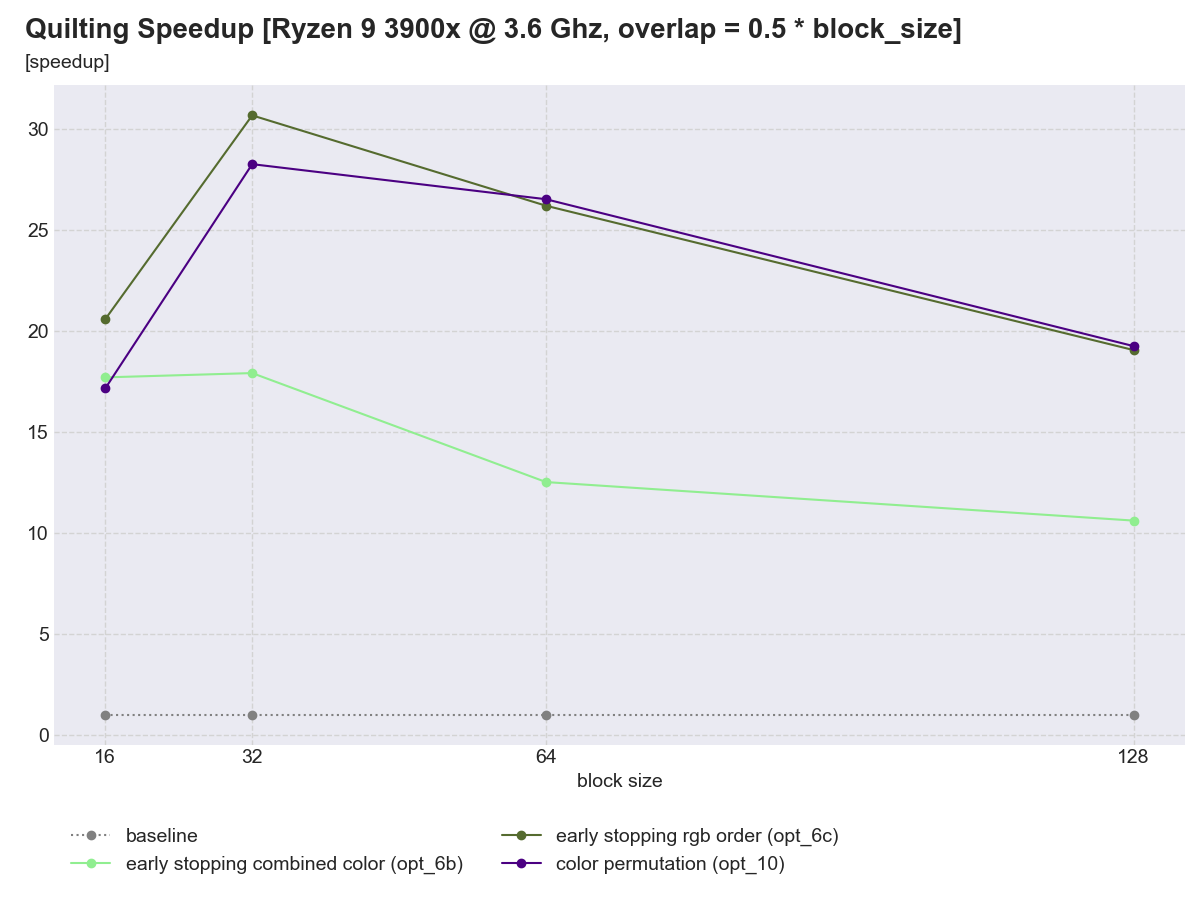 Quilting Speedup [Ryzen 9 3900x @ 3.6 Ghz, overlap = 0.5 * block_size]
[speedup]
30
25
20
15
10
5
0
16 32 64 128
block size
baseline
early stopping combined color (opt_6b)
early stopping rgb order (opt_6c)
color permutation (opt_10)